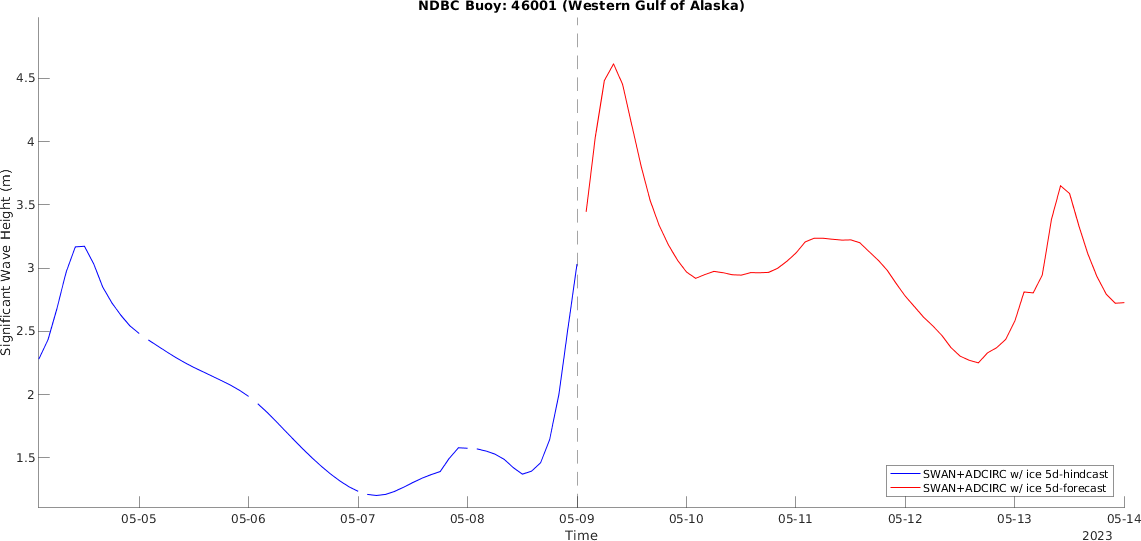 NDBC Buoy: 46001 (Western Gulf of Alaska)
4.5
4
3.5
3
2.5
2
1.5
Significant Wave Height (m)
SWAN+ADCIRC w/ ice 5d-hindcast
SWAN+ADCIRC w/ ice 5d-forecast
05-05 05-06 05-07 05-08 05-09 05-10 05-11 05-12 05-13 05-14
Time
2023